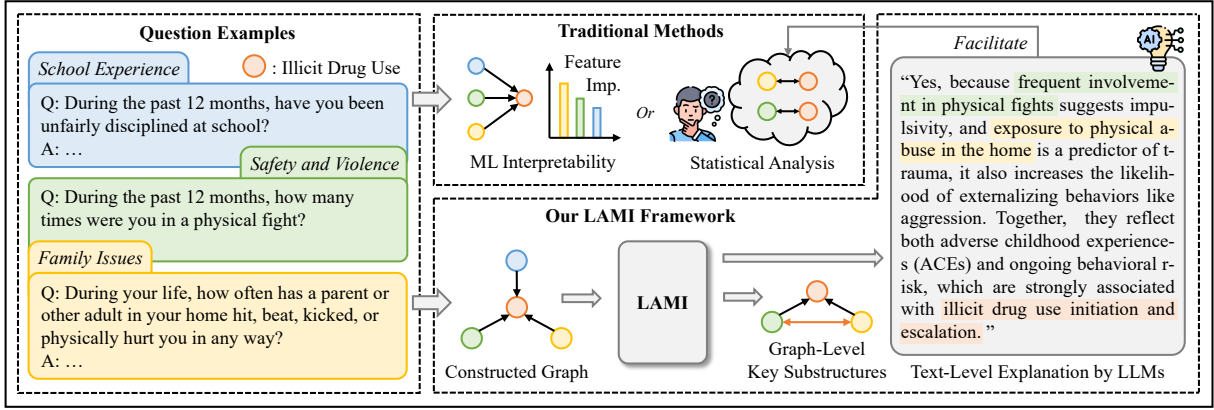 Question Examples
School Experience
: Illicit Drug Use
Q: During the past 12 months, have you been
unfairly disciplined at school?
A: …
Safety and Violence
Q: During the past 12 months, how many
times were you in a physical fight?
Family Issues
Q: During your life, how often has a parent or
other adult in your home hit, beat, kicked, or
physically hurt you in any way?
A: …
Traditional Methods
Feature
Imp.
Or
?
ML Interpretability
Statistical Analysis
Our LAMI Framework
LAMI
Constructed Graph
Graph-Level
Key Substructures
Facilitate
AI
“Yes, because frequent involveme-
nt in physical fights suggests impu-
lsivity, and exposure to physical a-
buse in the home is a predictor of t-
rauma, it also increases the likelih-
ood of externalizing behaviors like
aggression. Together, they reflect
both adverse childhood experience-
s (ACEs) and ongoing behavioral r-
isk, which are strongly associated
with illicit drug use initiation and
escalation. ”
Text-Level Explanation by LLMs